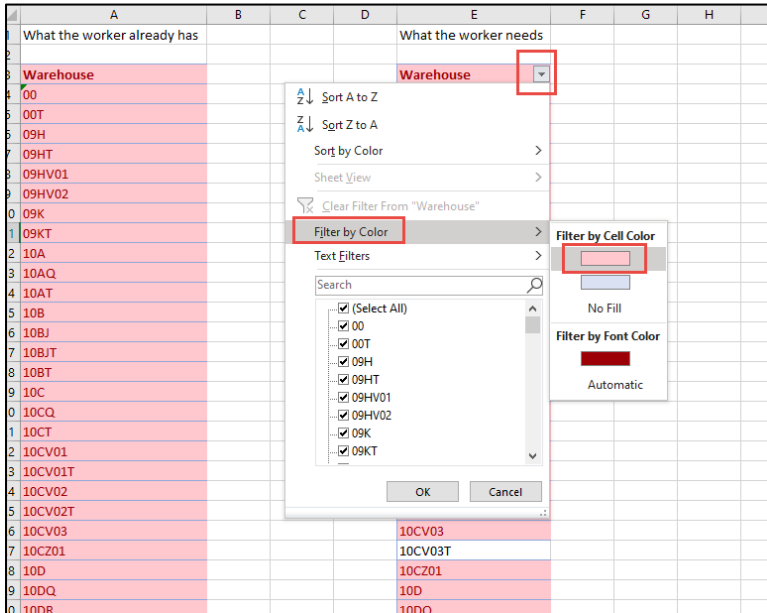 A B C D E F G H
What the worker already has What the worker needs
Warehouse Warehouse
00
00T
09H
09HT
09HV01
09HV02
09K
09KT
10A
10AQ
10AT
10B
10BJ
10BJT
10BT
10C
10CQ
10CT
10CV01
10CV01T
10CV02
10CV02T
10CV03
10CZ01
10D
10DQ
10DR
Sort A to Z
Sort Z to A
Sort by Color
Sheet View
Clear Filter From "Warehouse"
Filter by Color
Text Filters
Search
(Select All)
00
00T
09H
09HT
09HV01
09HV02
09K
09KT
OK Cancel
Filter by Cell Color
No Fill
Filter by Font Color
Automatic
10CV03
10CV03T
10CZ01
10D
10DQ